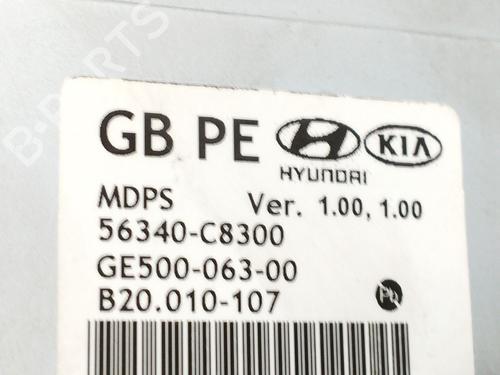 B-PARTS
GB PE HYUNDAI KIA
MDPS Ver. 1.00, 1.00
56340-C8300
GE500-063-00
B20.010-107 Pb